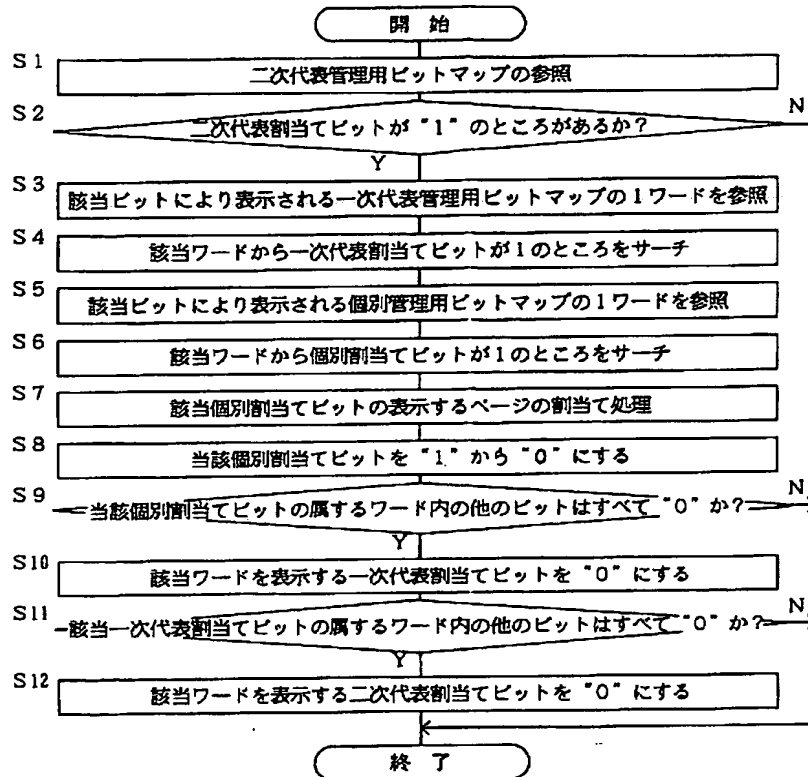 開 始
S1
二次代表管理用ビットマップの参照
S2
二次代表割当てビットが "1" のところがあるか?
N
Y
S3
該当ビットにより表示される一次代表管理用ビットマップの1ワードを参照
S4
該当ワードから一次代表割当てビットが1のところをサーチ
S5
該当ビットにより表示される個別管理用ビットマップの1ワードを参照
S6
該当ワードから個別割当てビットが1のところをサーチ
S7
該当個別割当てビットの表示するページの割当て処理
S8
当該個別割当てビットを "1" から "0" にする
S9
当該個別割当てビットの属するワード内の他のビットはすべて "0" か?
N
Y
S10
該当ワードを表示する一次代表割当てビットを "0" にする
S11
該当一次代表割当てビットの属するワード内の他のビットはすべて "0" か?
N
Y
S12
該当ワードを表示する二次代表割当てビットを "0" にする
終 了